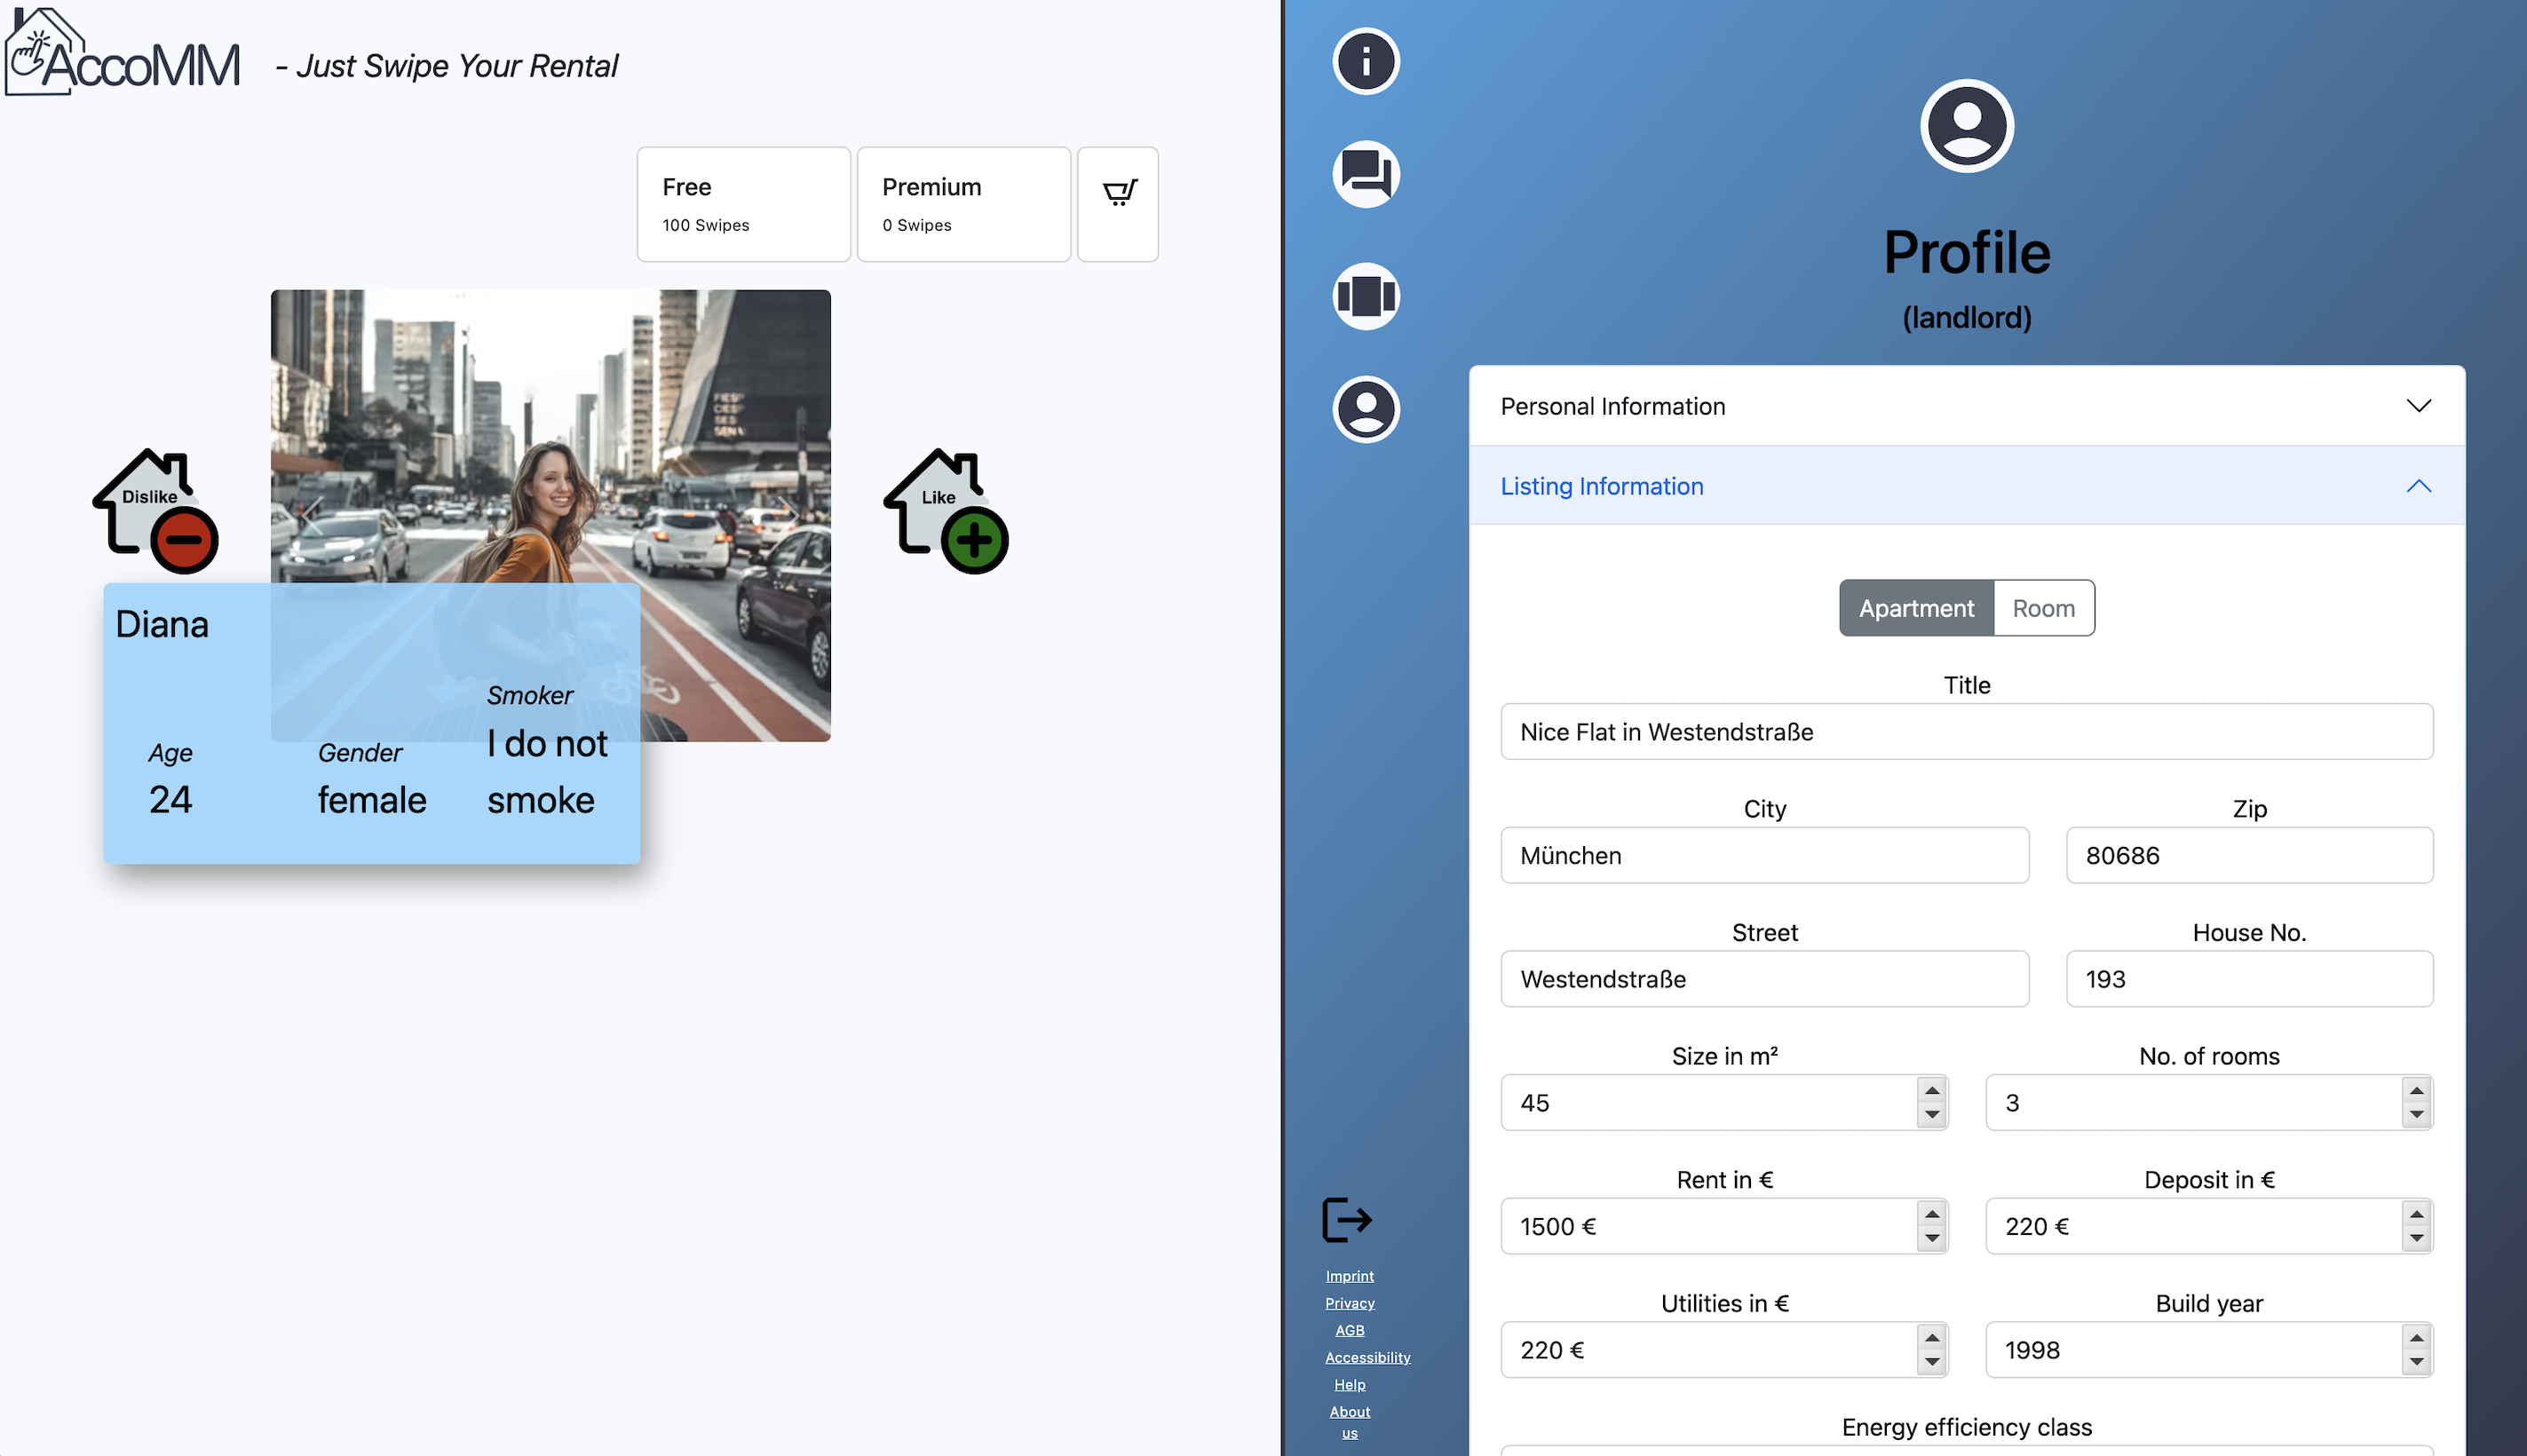 AccoMM
- Just Swipe Your Rental
Free
100 Swipes
Premium
0 Swipes
Dislike
Like
Diana
Age
24
Gender
female
Smoker
I do not
smoke
Profile
(landlord)
Personal Information
Listing Information
Apartment
Room
Title
Nice Flat in Westendstraße
City
Zip
München
80686
Street
House No.
Westendstraße
193
Size in m²
No. of rooms
45
3
Rent in €
Deposit in €
1500 €
220 €
Utilities in €
Build year
220 €
1998
Energy efficiency class
Imprint
Privacy
AGB
Accessibility
Help
About
us